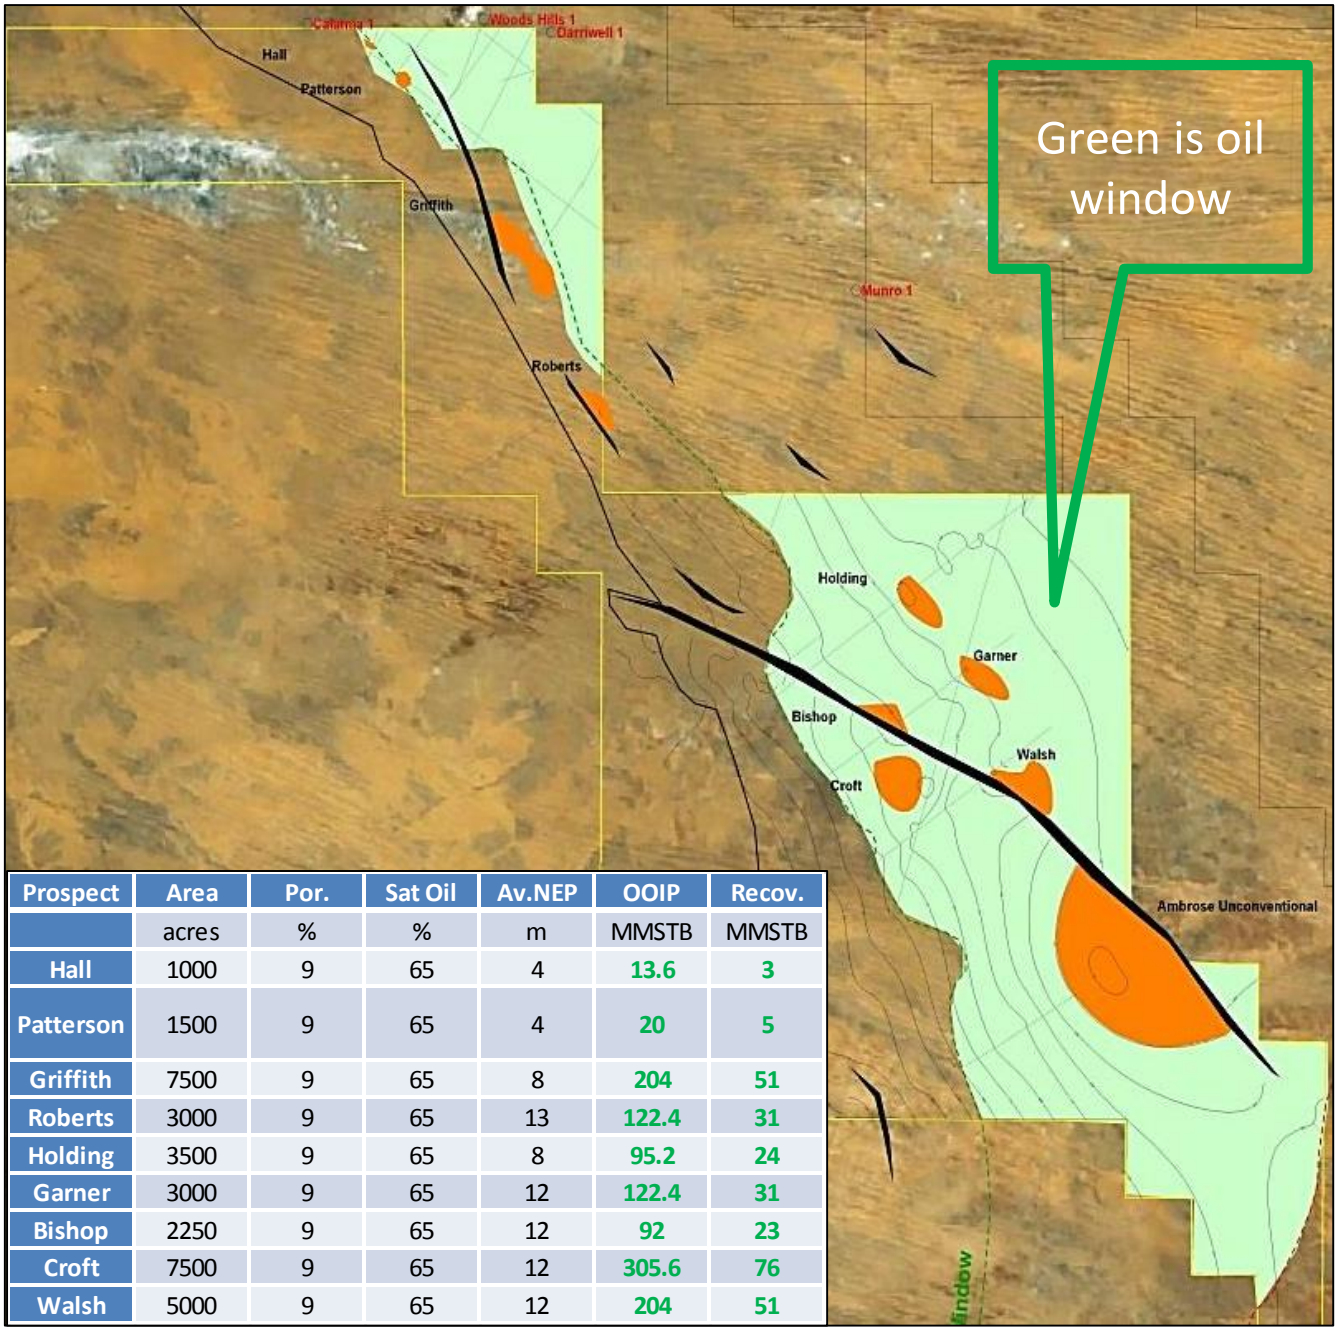 Calamia 1
Woods Hills 1
Darriwell 1
Hall
Patterson
Green is oil
window
Griffith
Munro 1
Roberts
Holding
Garner
Bishop
Walsh
Croft
Ambrose Unconventional
Prospect Area Por. Sat Oil Av.NEP OOIP Recov.
acres % % m MMSTB MMSTB
Hall 1000 9 65 4 13.6 3
Patterson 1500 9 65 4 20 5
Griffith 7500 9 65 8 204 51
Roberts 3000 9 65 13 122.4 31
Holding 3500 9 65 8 95.2 24
Garner 3000 9 65 12 122.4 31
Bishop 2250 9 65 12 92 23
Croft 7500 9 65 12 305.6 76
Walsh 5000 9 65 12 204 51
indow